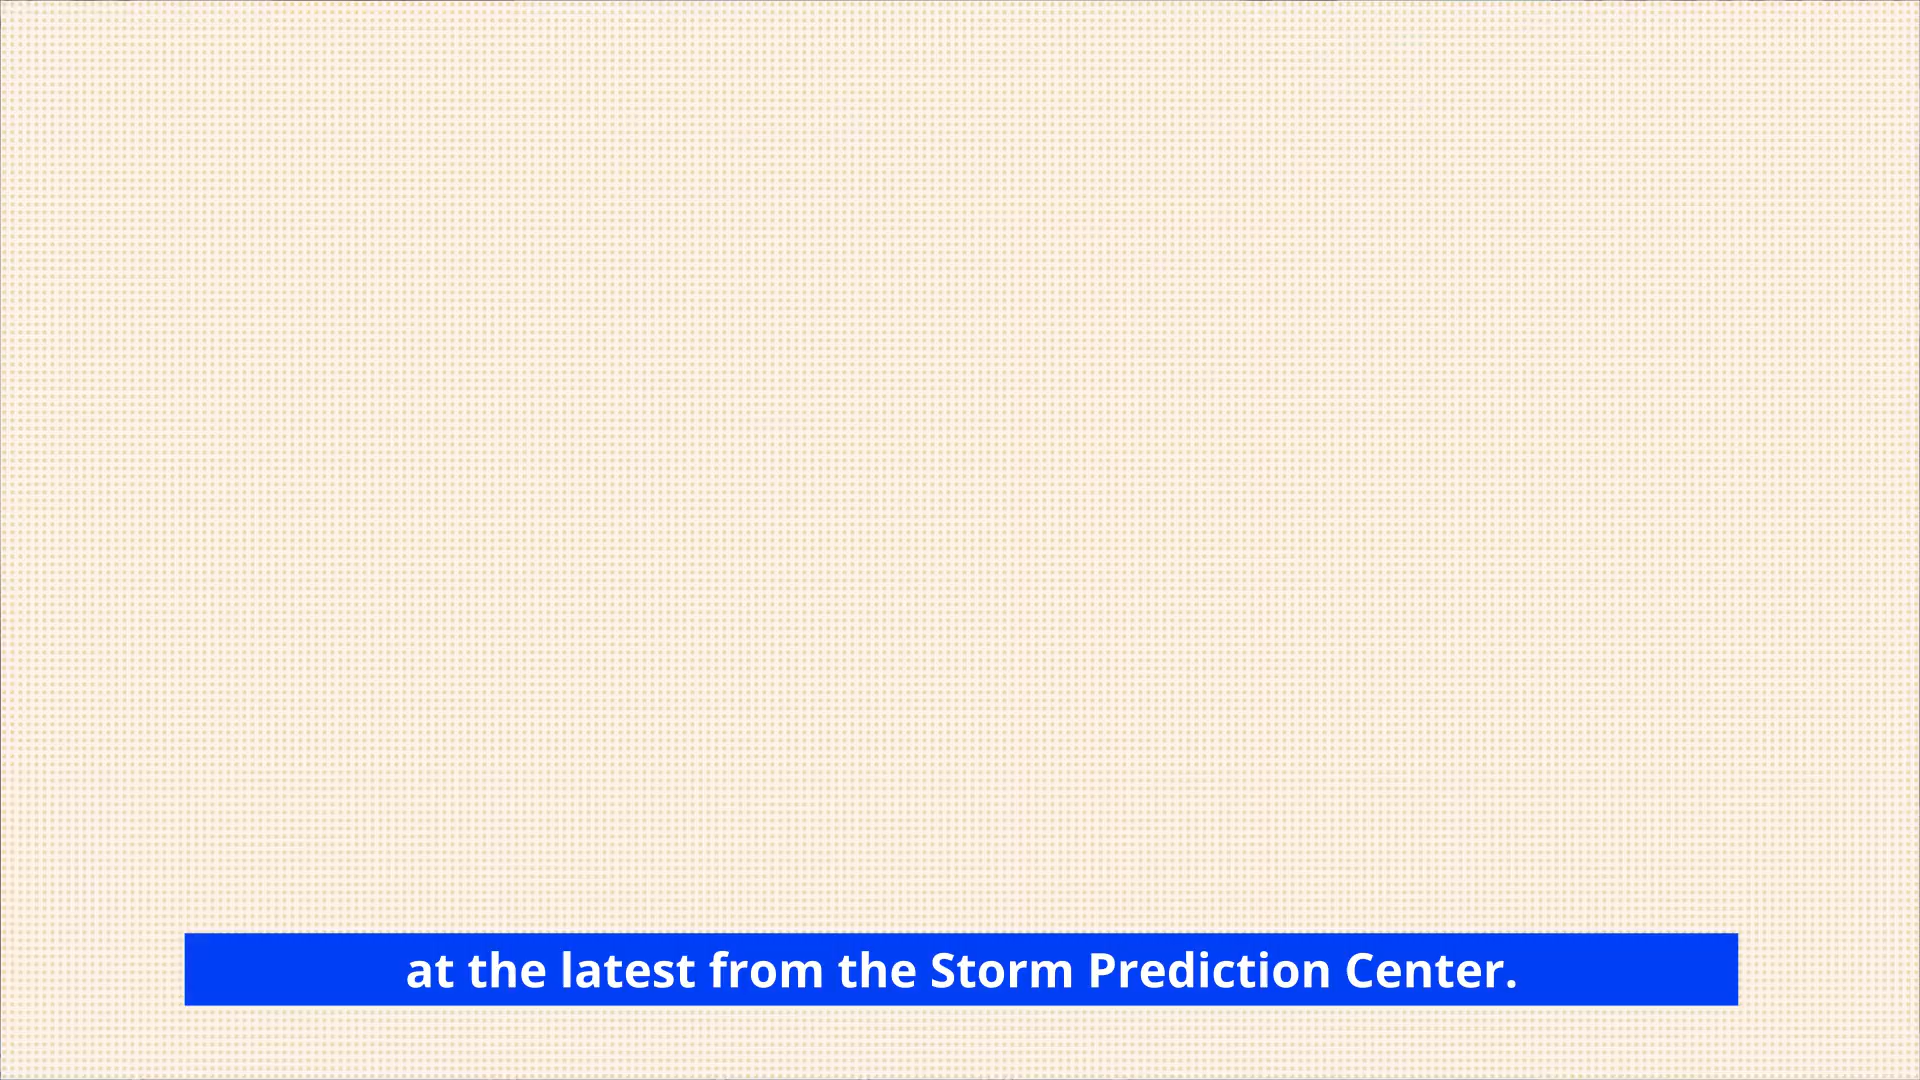 at the latest from the Storm Prediction Center.